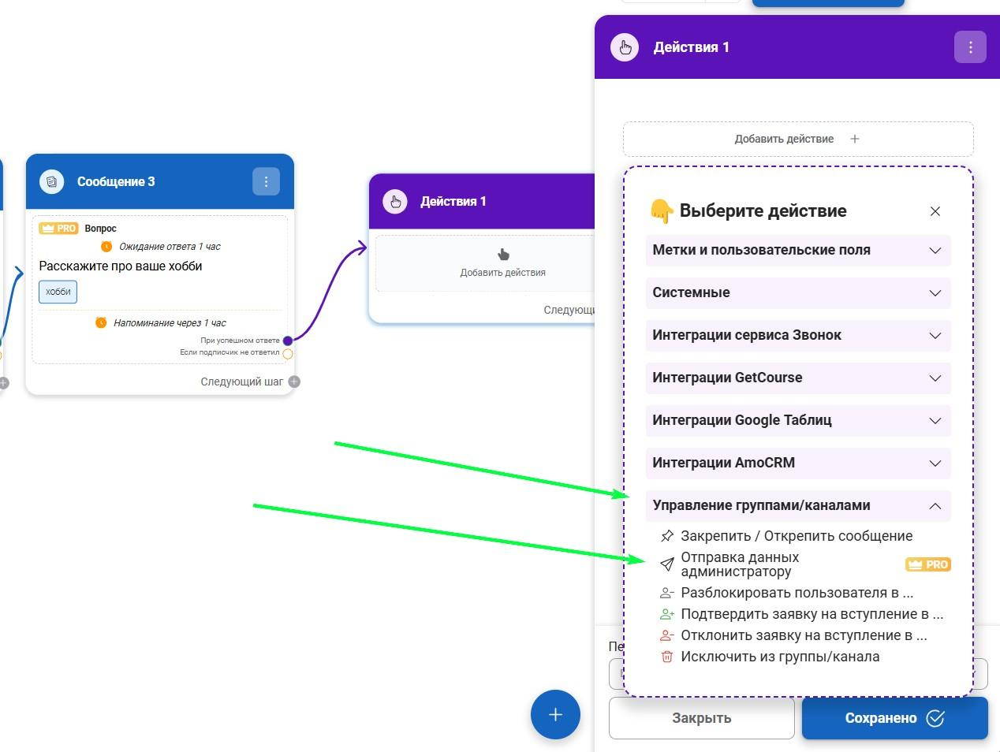 Действия 1
Добавить действие
Сообщение 3
PRO Вопрос
Ожидание ответа 1 час
Расскажите про ваше хобби
хобби
Напоминание через 1 час
При успешном ответе
Если подписчик не ответил
Следующий шаг
Действия 1
Добавить действия
Выберите действие
Метки и пользовательские поля
Системные
Интеграции сервиса Звонок
Интеграции GetCourse
Интеграции Google Таблиц
Интеграции AmoCRM
Управление группами/каналами
Закрепить / Открепить сообщение
Отправка данных
администратору
PRO
Разблокировать пользователя в ...
Подтвердить заявку на вступление в ...
Отклонить заявку на вступление в ...
Исключить из группы/канала
Закрыть
Сохранено